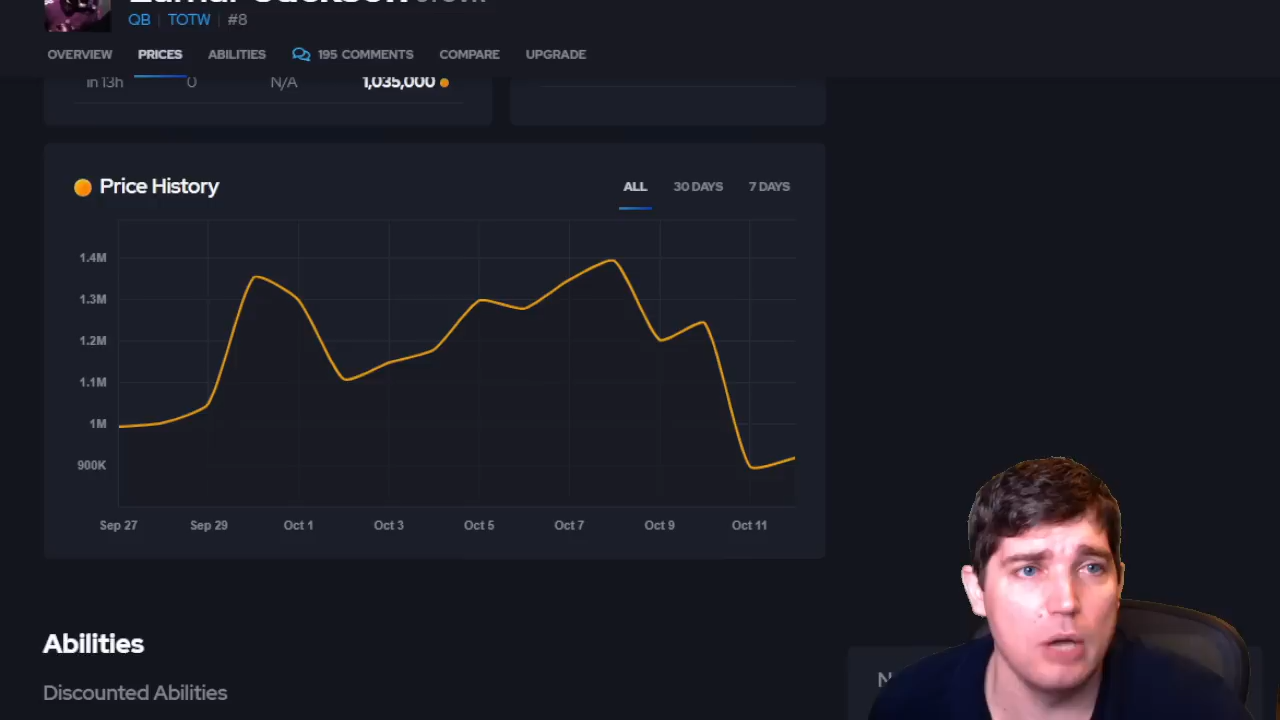 QB | TOTW | #8
OVERVIEW PRICES ABILITIES 195 COMMENTS COMPARE UPGRADE
in 13h 0 N/A 1,035,000
Price History ALL 30 DAYS 7 DAYS
1.4M
1.3M
1.2M
1.1M
1M
900K
Sep 27 Sep 29 Oct 1 Oct 3 Oct 5 Oct 7 Oct 9 Oct 11
Abilities
Discounted Abilities